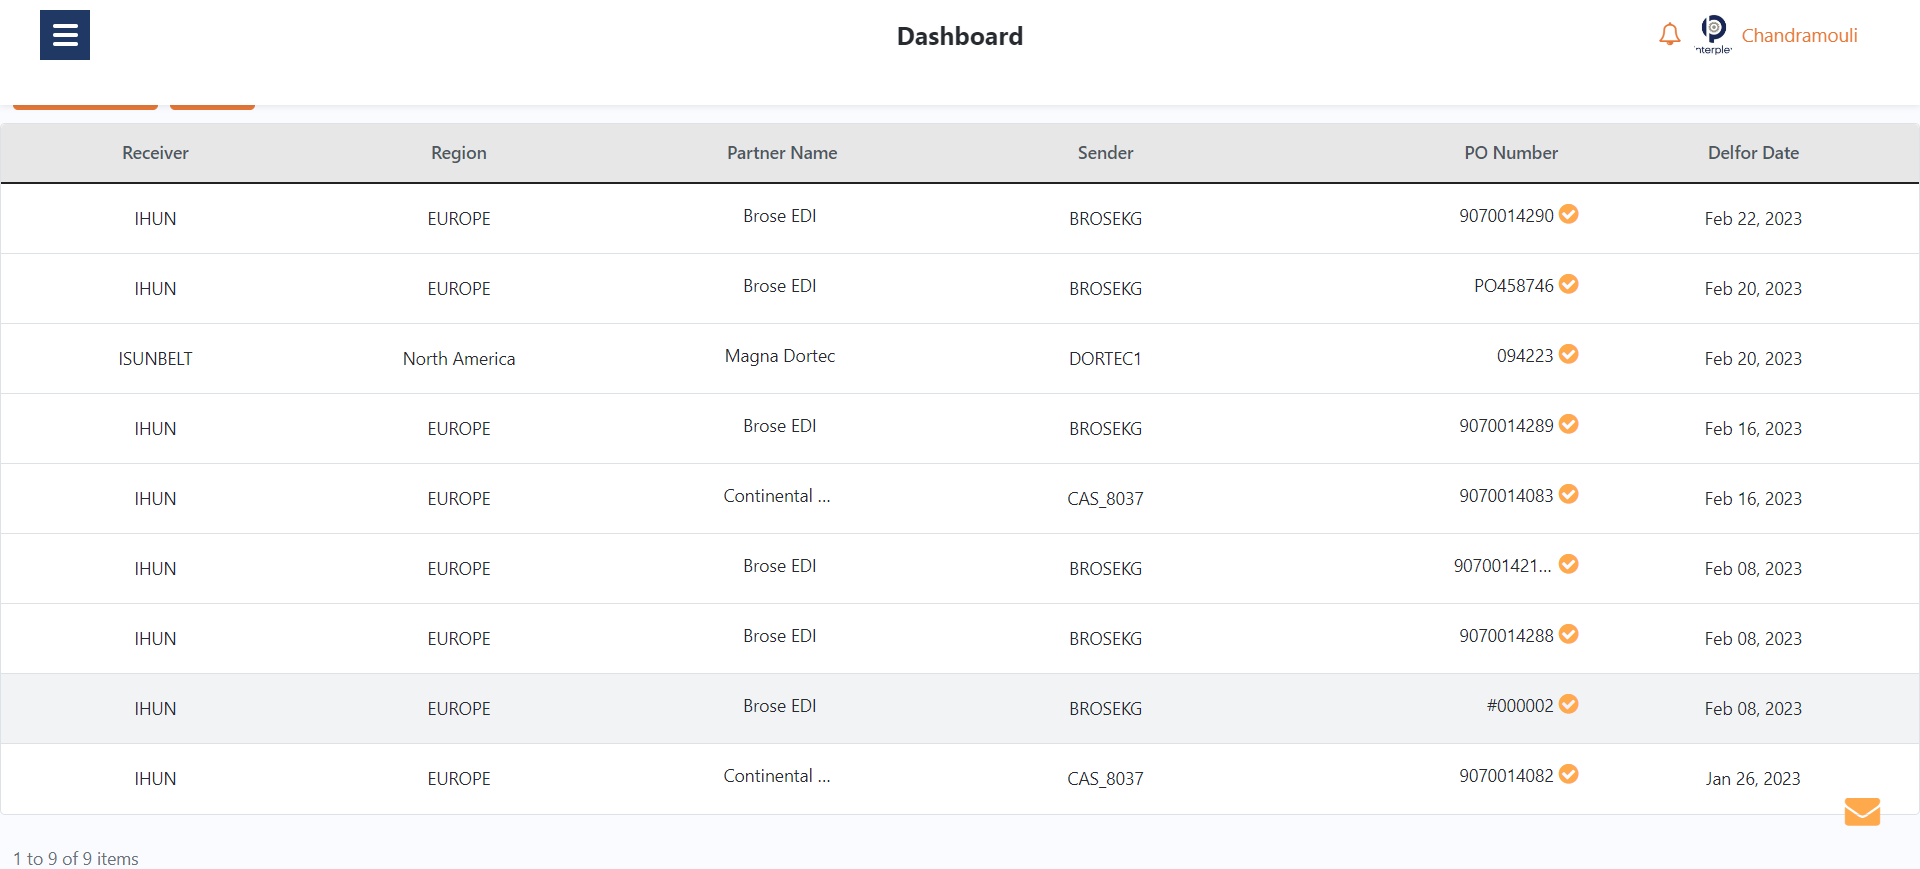 Dashboard
nterple
Chandramouli
Receiver Region Partner Name Sender PO Number Delfor Date
IHUN EUROPE Brose EDI BROSEKG 9070014290 Feb 22, 2023
IHUN EUROPE Brose EDI BROSEKG PO458746 Feb 20, 2023
ISUNBELT North America Magna Dortec DORTEC1 094223 Feb 20, 2023
IHUN EUROPE Brose EDI BROSEKG 9070014289 Feb 16, 2023
IHUN EUROPE Continental ... CAS_8037 9070014083 Feb 16, 2023
IHUN EUROPE Brose EDI BROSEKG 907001421... Feb 08, 2023
IHUN EUROPE Brose EDI BROSEKG 9070014288 Feb 08, 2023
IHUN EUROPE Brose EDI BROSEKG #000002 Feb 08, 2023
IHUN EUROPE Continental ... CAS_8037 9070014082 Jan 26, 2023
1 to 9 of 9 items